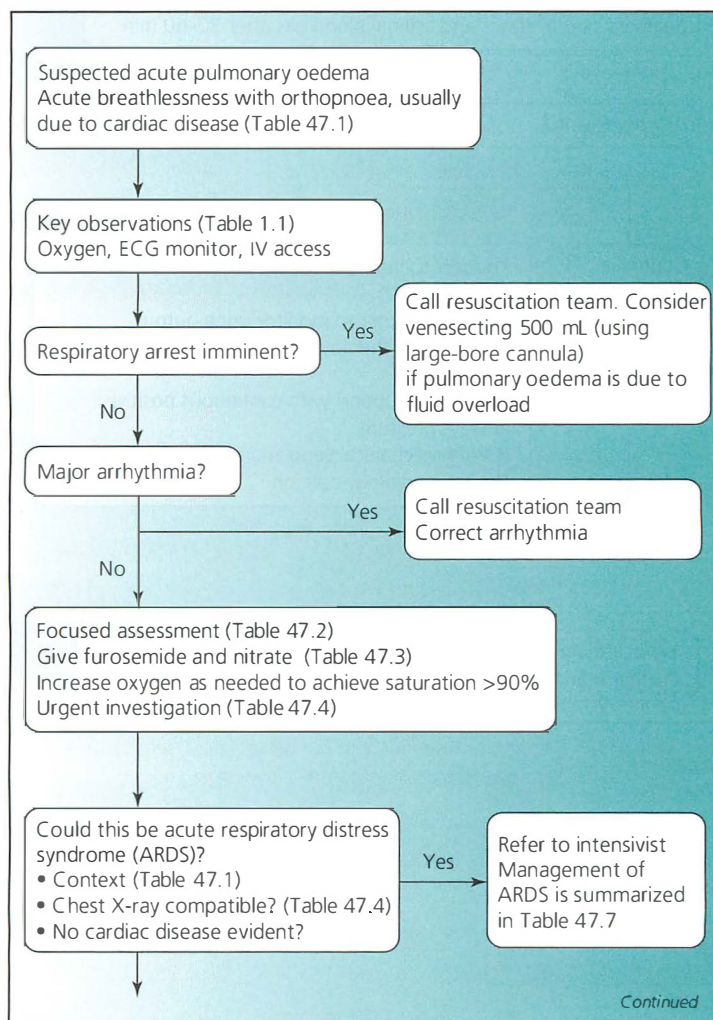 Suspected acute pulmonary oedema
Acute breathlessness with orthopnoea, usually
due to cardiac disease (Table 47.1)
Key observations (Table 1.1)
Oxygen, ECG monitor, IV access
Respiratory arrest imminent?
Yes
Call resuscitation team. Consider
venesecting 500 mL (using
large-bore cannula)
if pulmonary oedema is due to
fluid overload
No
Major arrhythmia?
Yes
Call resuscitation team
Correct arrhythmia
No
Focused assessment (Table 47.2)
Give furosemide and nitrate (Table 47.3)
Increase oxygen as needed to achieve saturation >90%
Urgent investigation (Table 47.4)
Could this be acute respiratory distress
syndrome (ARDS)?
• Context (Table 47.1)
• Chest X-ray compatible? (Table 47.4)
• No cardiac disease evident?
Yes
Refer to intensivist
Management of
ARDS is summarized
in Table 47.7
Continued